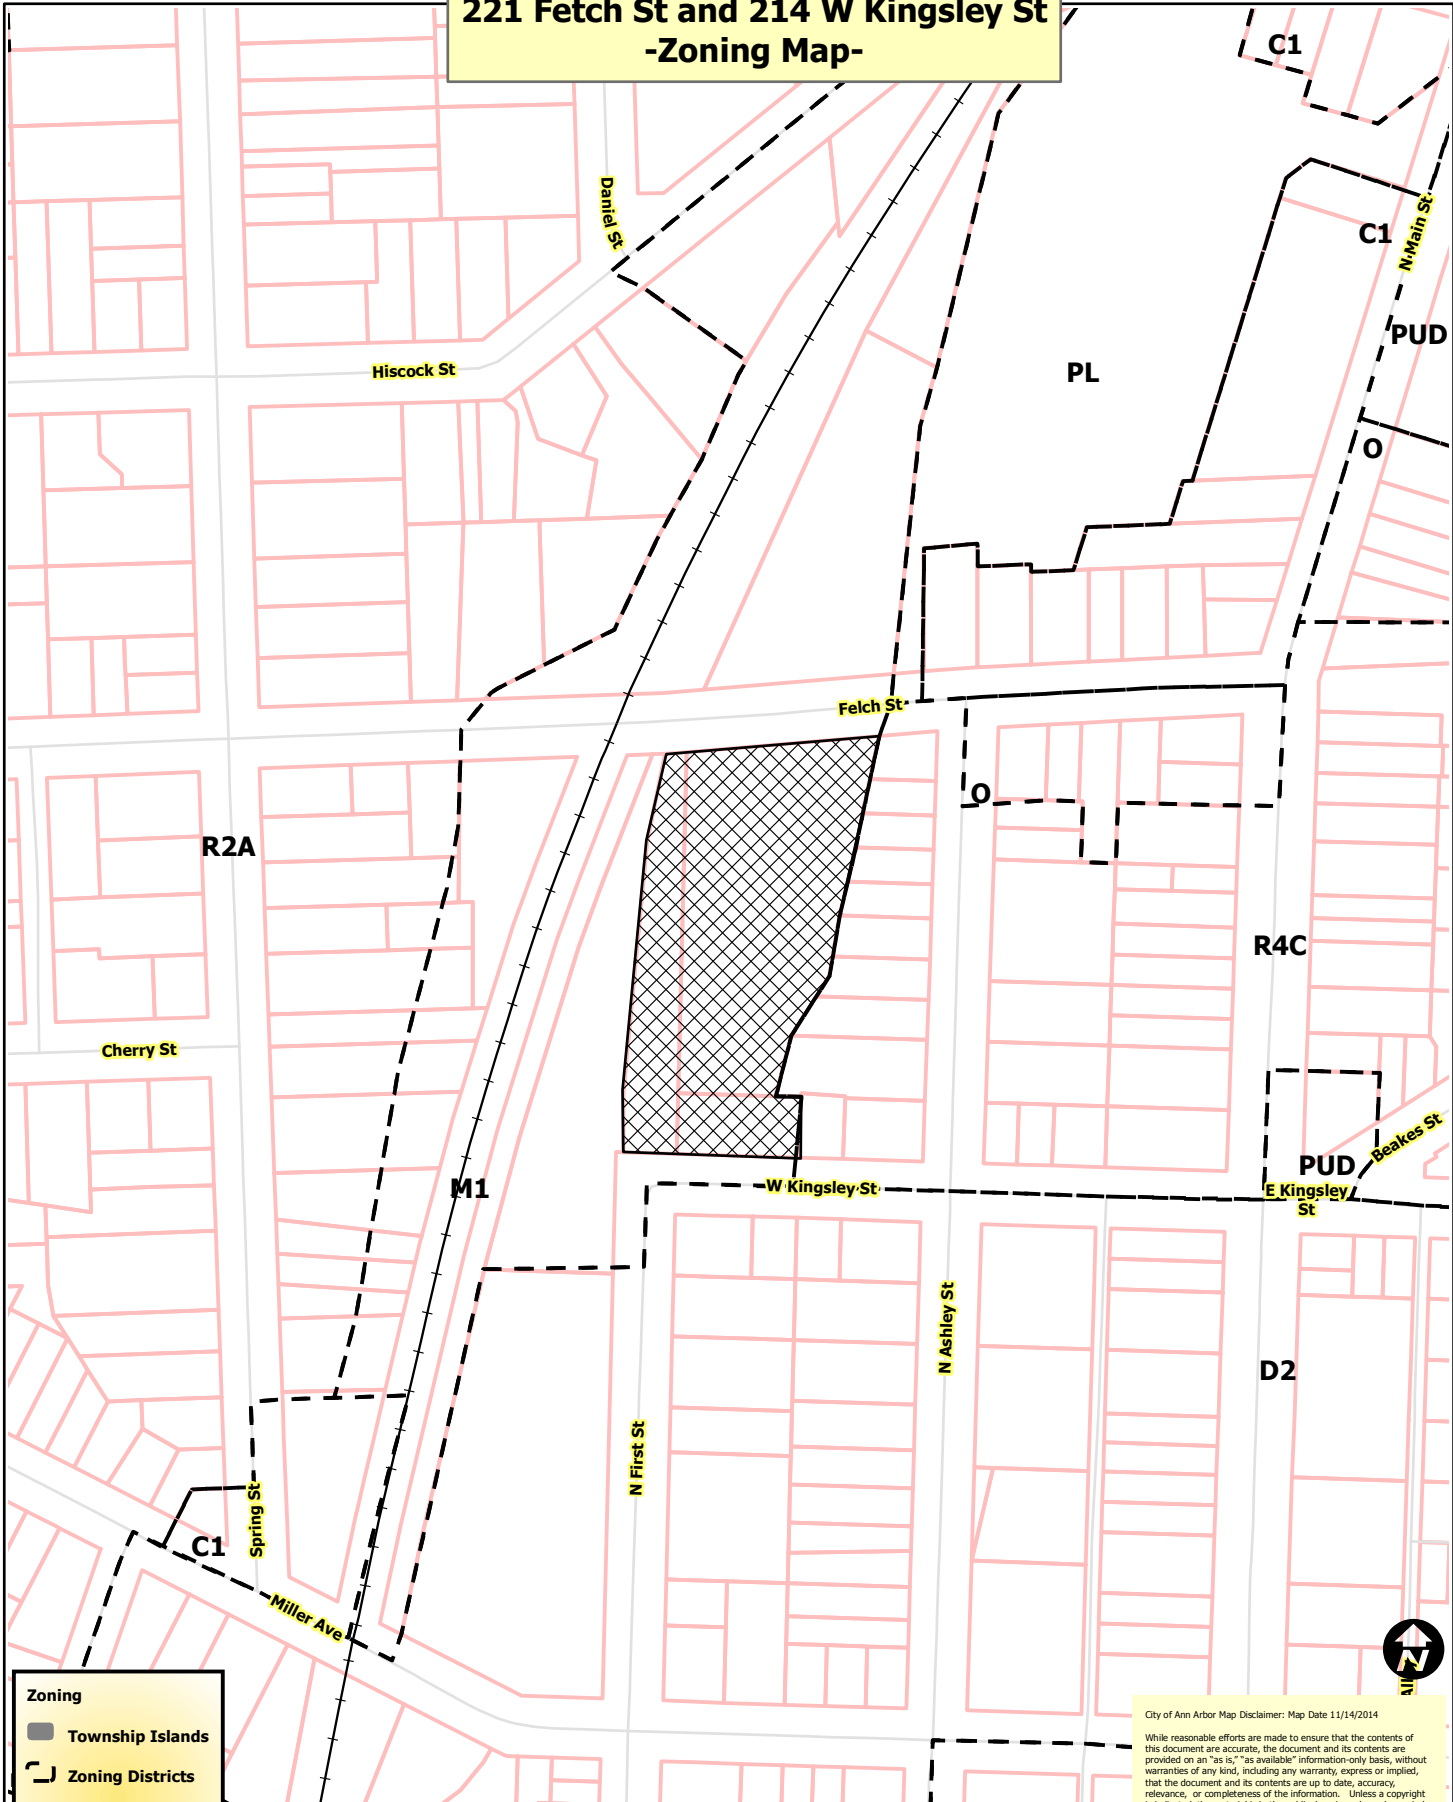 221 Fetch St and 214 W Kingsley St
-Zoning Map-
C1
Daniel St
C1
N Main St
PUD
Hiscock St
PL
O
Felch St
O
R2A
R4C
Cherry St
Beakes St
PUD
M1
W Kingsley St
E Kingsley
St
N Ashley St
D2
N First St
Spring St
C1
Miller Ave
N
Zoning
Township Islands
Zoning Districts
City of Ann Arbor Map Disclaimer: Map Date 11/14/2014
While reasonable efforts are made to ensure that the contents of
this document are accurate, the document and its contents are
provided on an "as is," "as available" information-only basis, without
warranties of any kind, including any warranty, express or implied,
that the document and its contents are up to date, accuracy,
relevance, or completeness of the information. Unless a copyright